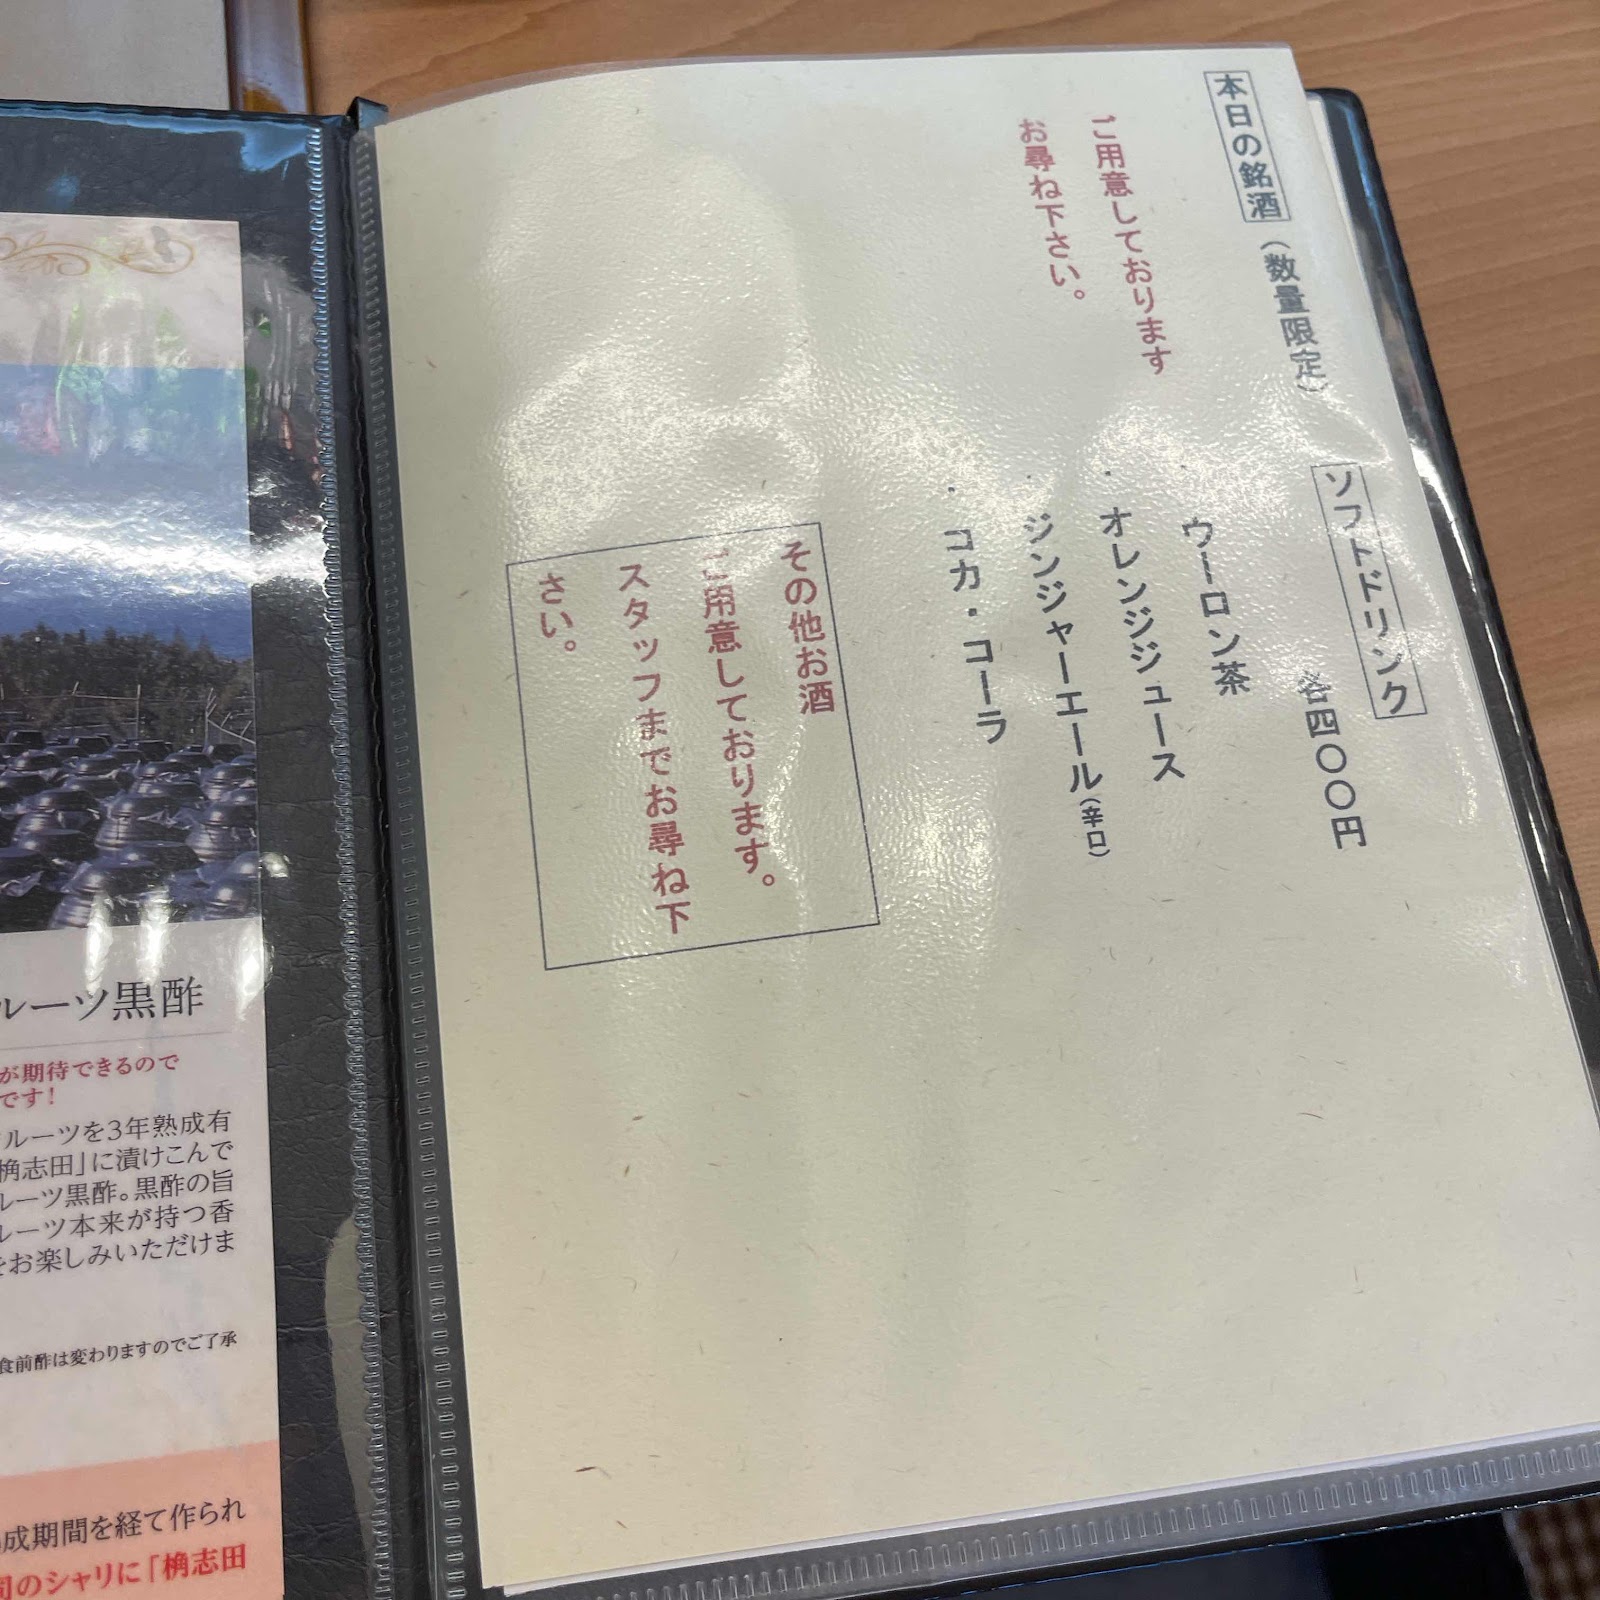 本日の銘酒（数量限定）
ご用意しております
お尋ね下さい。
ソフトドリンク
各四〇〇円
・ウーロン茶
・オレンジジュース
・ジンジャーエール（辛口）
・コカ・コーラ
その他お酒
ご用意しております。
スタッフまでお尋ね下
さい。
ルーツ黒酢
が期待できるので
です！
ルーツを3年熟成有
桷志田」に漬けこんで
ルーツ黒酢。黒酢の旨
ルーツ本来が持つ香
をお楽しみいただけま
食前酢は変わりますのでご了承
成期間を経て作られ
司のシャリに「桷志田